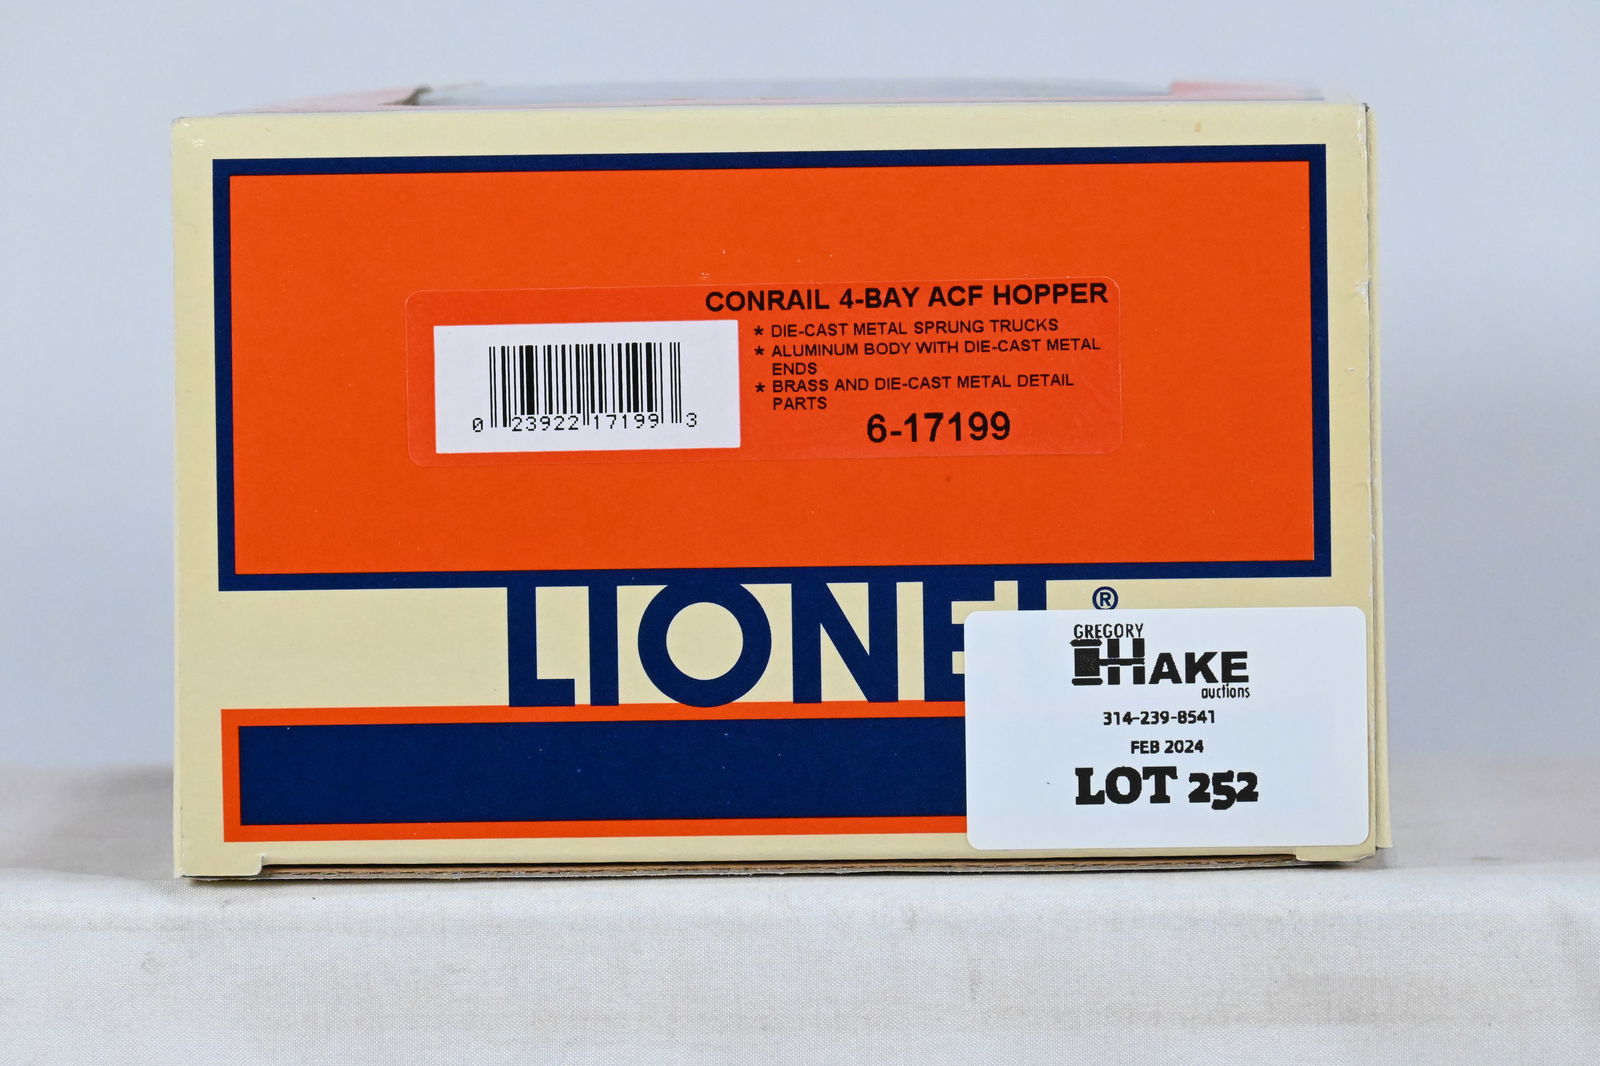 CONRAIL 4-BAY ACF HOPPER
★ DIE-CAST METAL SPRUNG TRUCKS
★ ALUMINUM BODY WITH DIE-CAST METAL
ENDS
★ BRASS AND DIE-CAST METAL DETAIL
PARTS
6-17199
0 23922 17199 3
LIONEL®
GREGORY
HAKE
auctions
314-239-8541
FEB 2024
LOT 252